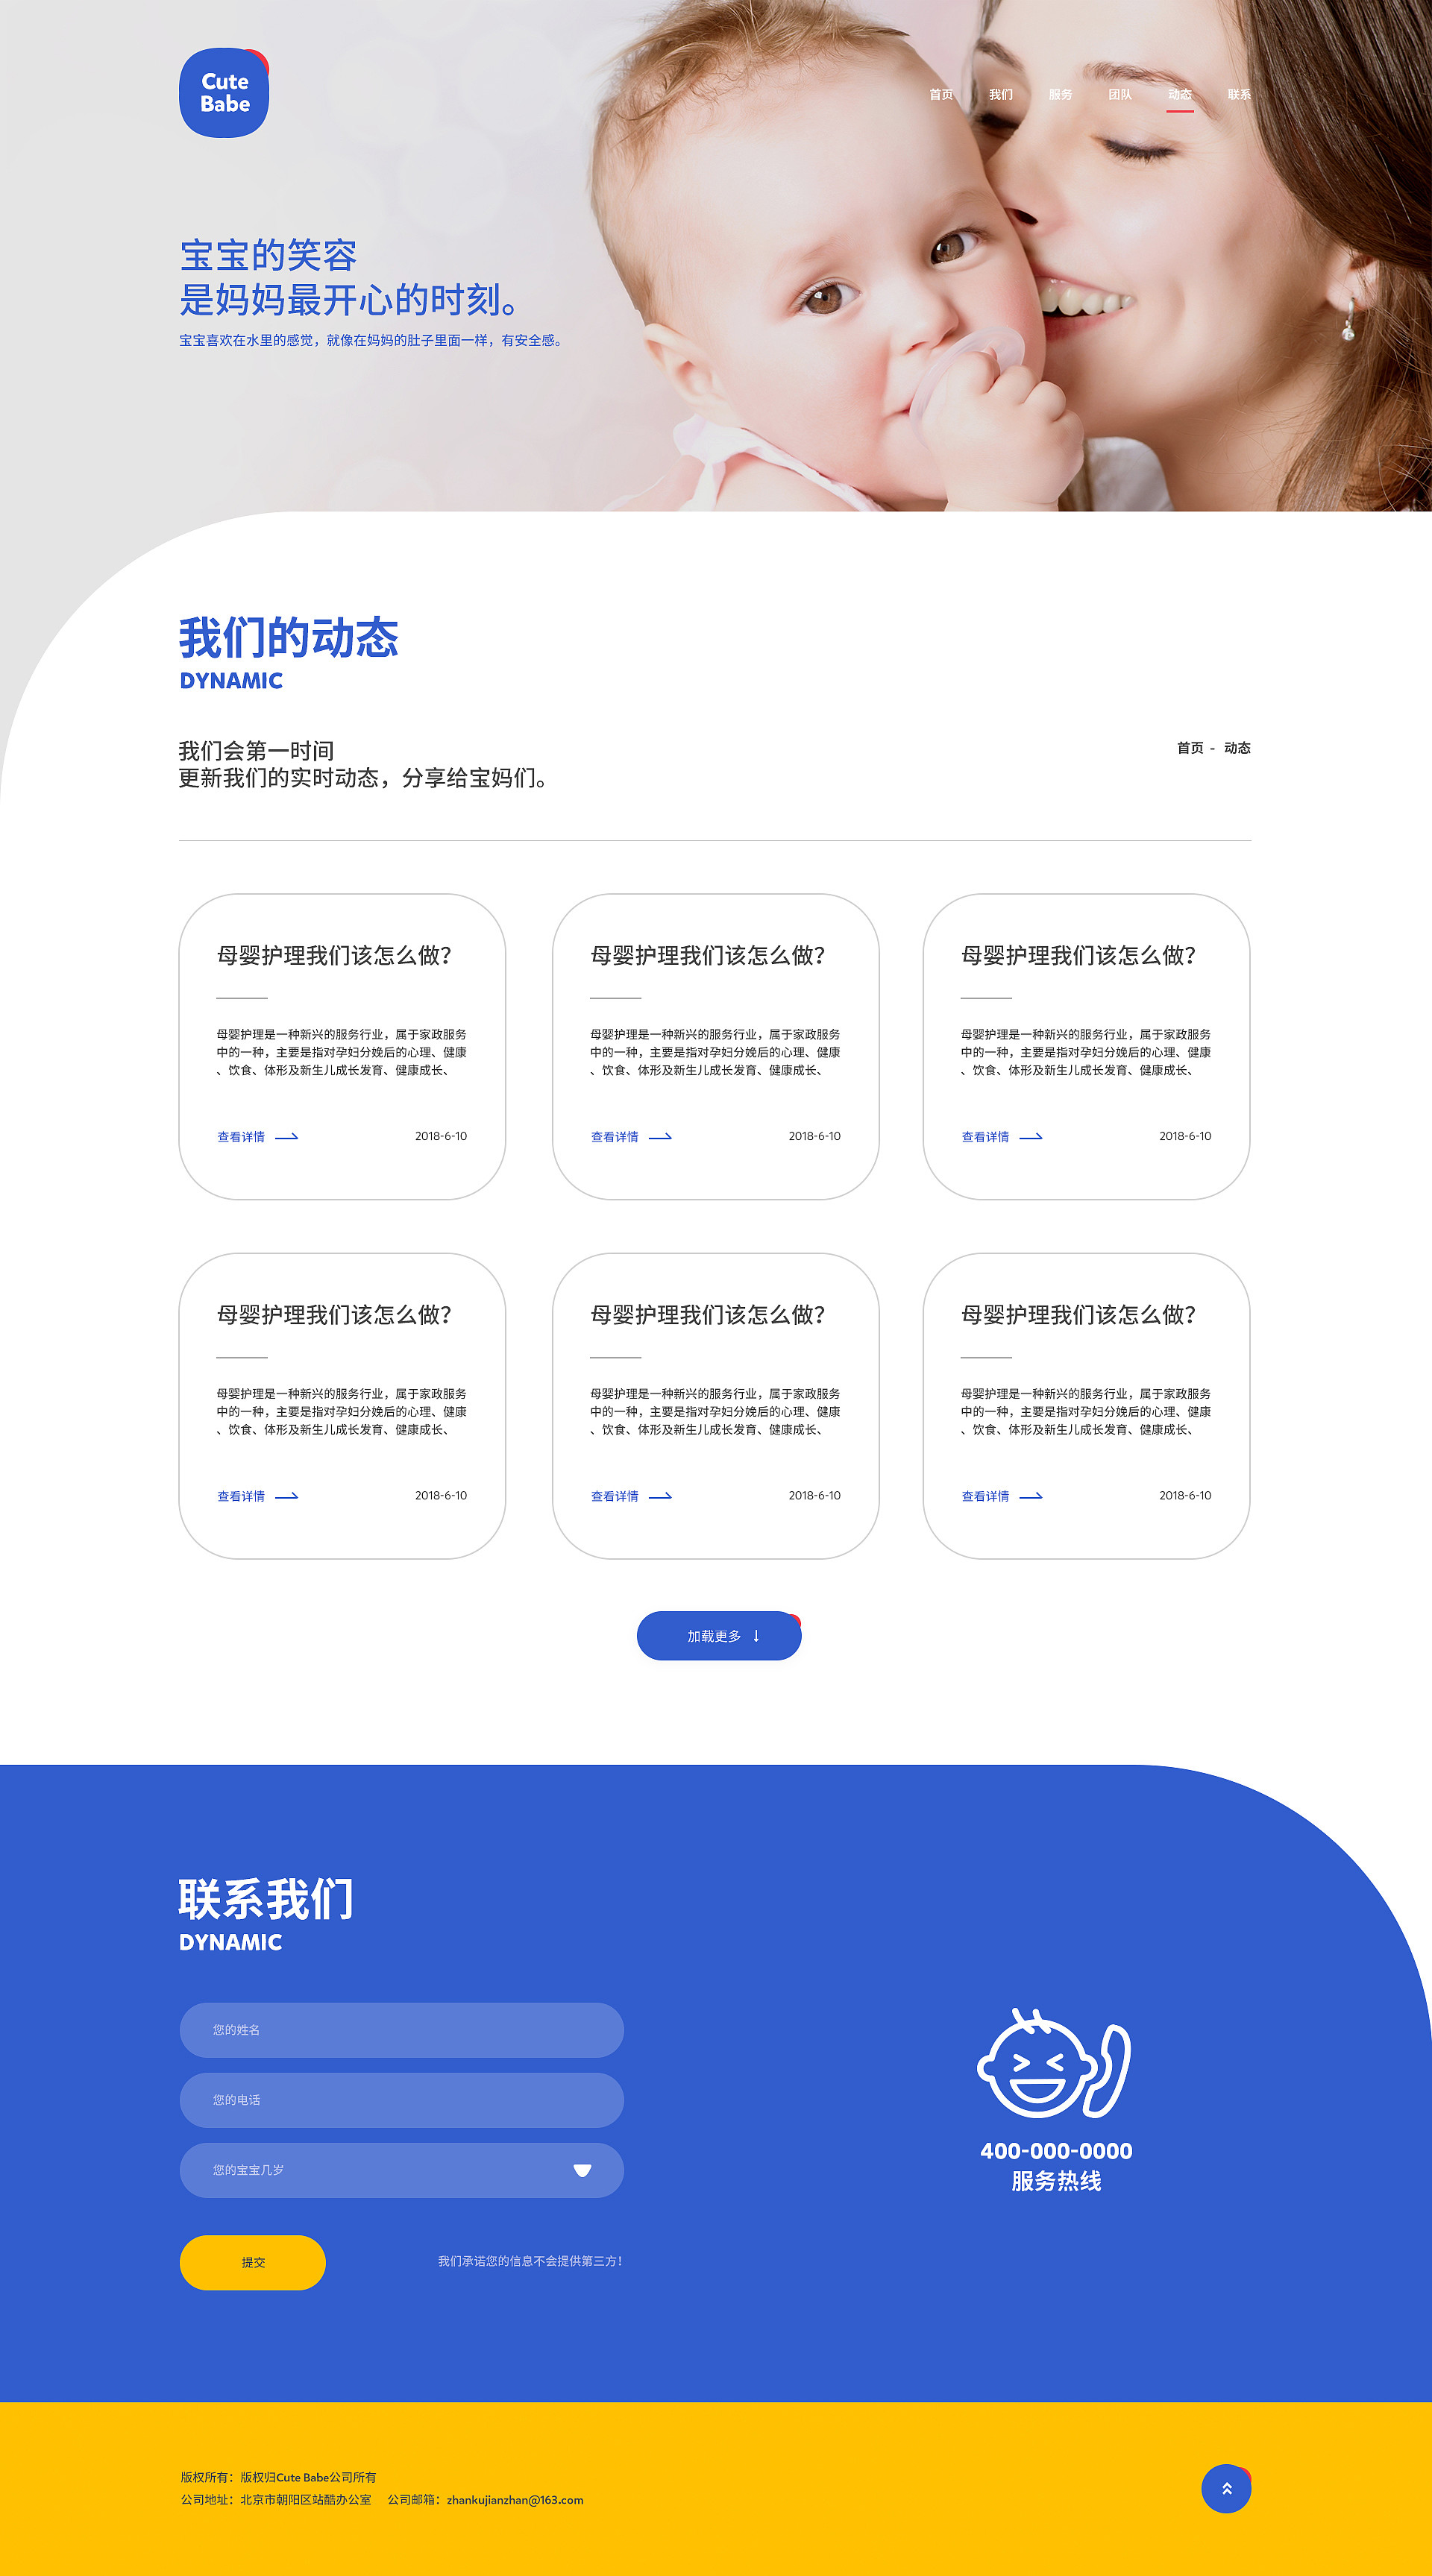 Cute
Babe
首页 我们 服务 团队 动态 联系
宝宝的笑容
是妈妈最开心的时刻。
宝宝喜欢在水里的感觉，就像在妈妈的肚子里面一样，有安全感。
我们的动态
DYNAMIC
我们会第一时间
更新我们的实时动态，分享给宝妈们。
首页 - 动态
母婴护理我们该怎么做？
母婴护理是一种新兴的服务行业，属于家政服务
中的一种，主要是指对孕妇分娩后的心理、健康
、饮食、体形及新生儿成长发育、健康成长、
查看详情 2018-6-10
母婴护理我们该怎么做？
母婴护理是一种新兴的服务行业，属于家政服务
中的一种，主要是指对孕妇分娩后的心理、健康
、饮食、体形及新生儿成长发育、健康成长、
查看详情 2018-6-10
母婴护理我们该怎么做？
母婴护理是一种新兴的服务行业，属于家政服务
中的一种，主要是指对孕妇分娩后的心理、健康
、饮食、体形及新生儿成长发育、健康成长、
查看详情 2018-6-10
母婴护理我们该怎么做？
母婴护理是一种新兴的服务行业，属于家政服务
中的一种，主要是指对孕妇分娩后的心理、健康
、饮食、体形及新生儿成长发育、健康成长、
查看详情 2018-6-10
母婴护理我们该怎么做？
母婴护理是一种新兴的服务行业，属于家政服务
中的一种，主要是指对孕妇分娩后的心理、健康
、饮食、体形及新生儿成长发育、健康成长、
查看详情 2018-6-10
母婴护理我们该怎么做？
母婴护理是一种新兴的服务行业，属于家政服务
中的一种，主要是指对孕妇分娩后的心理、健康
、饮食、体形及新生儿成长发育、健康成长、
查看详情 2018-6-10
加载更多
联系我们
DYNAMIC
您的姓名
您的电话
您的宝宝几岁
提交
我们承诺您的信息不会提供第三方！
400-000-0000
服务热线
版权所有：版权归Cute Babe公司所有
公司地址：北京市朝阳区站酷办公室 公司邮箱：zhankujianzhan@163.com